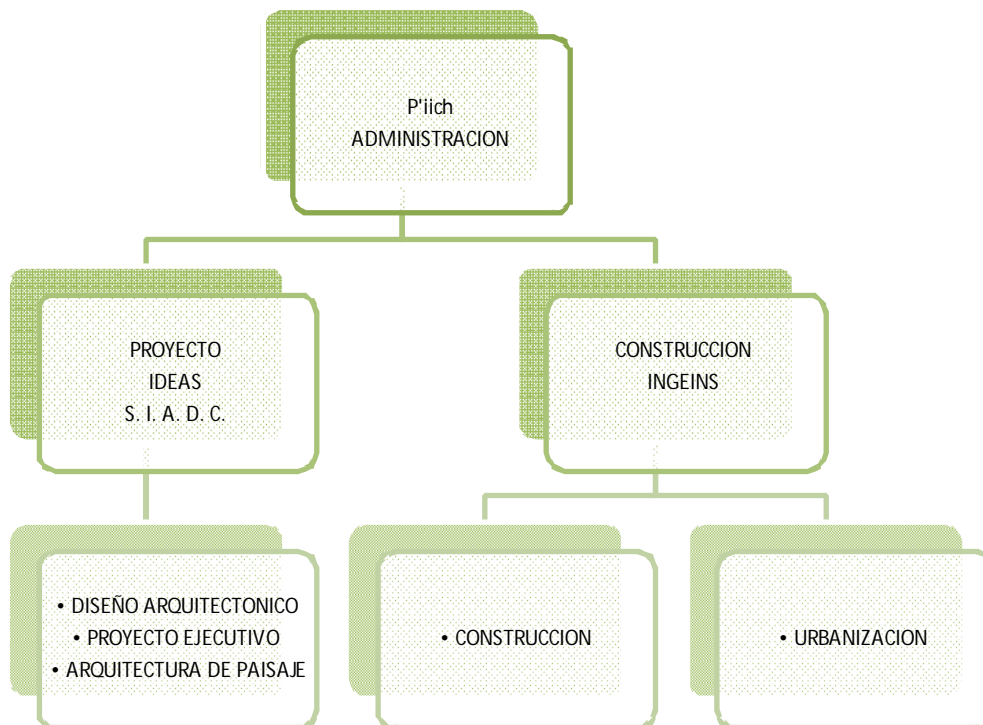 P'iich
ADMINISTRACION
PROYECTO
IDEAS
S. I. A. D. C.
CONSTRUCCION
INGEINS
• DISEÑO ARQUITECTONICO
• PROYECTO EJECUTIVO
• ARQUITECTURA DE PAISAJE
• CONSTRUCCION
• URBANIZACION